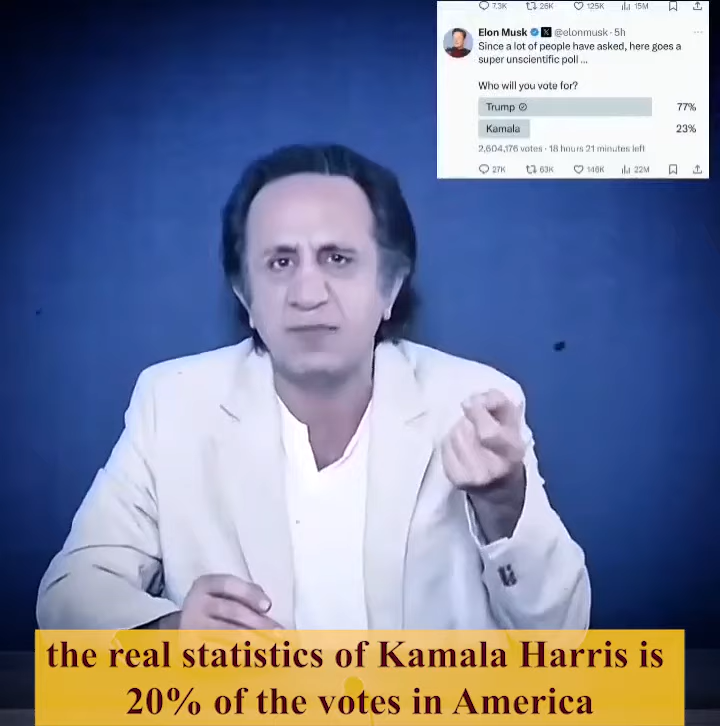 7.3K 26K 125K 15M
Elon Musk @elonmusk · 5h
Since a lot of people have asked, here goes a
super unscientific poll ...
Who will you vote for?
Trump 77%
Kamala 23%
2,604,176 votes · 18 hours 21 minutes left
27K 63K 146K 22M
the real statistics of Kamala Harris is
20% of the votes in America